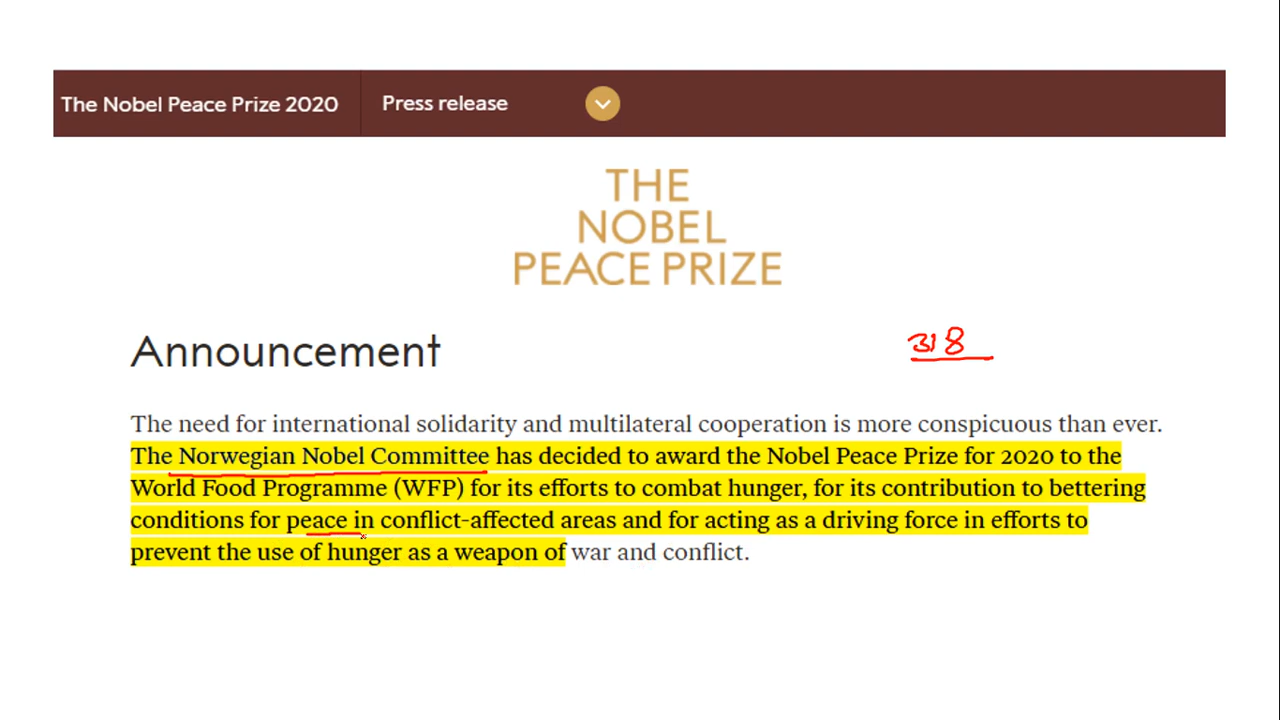 The Nobel Peace Prize 2020 Press release
THE
NOBEL
PEACE PRIZE
Announcement
318
The need for international solidarity and multilateral cooperation is more conspicuous than ever.
The Norwegian Nobel Committee has decided to award the Nobel Peace Prize for 2020 to the
World Food Programme (WFP) for its efforts to combat hunger, for its contribution to bettering
conditions for peace in conflict-affected areas and for acting as a driving force in efforts to
prevent the use of hunger as a weapon of war and conflict.